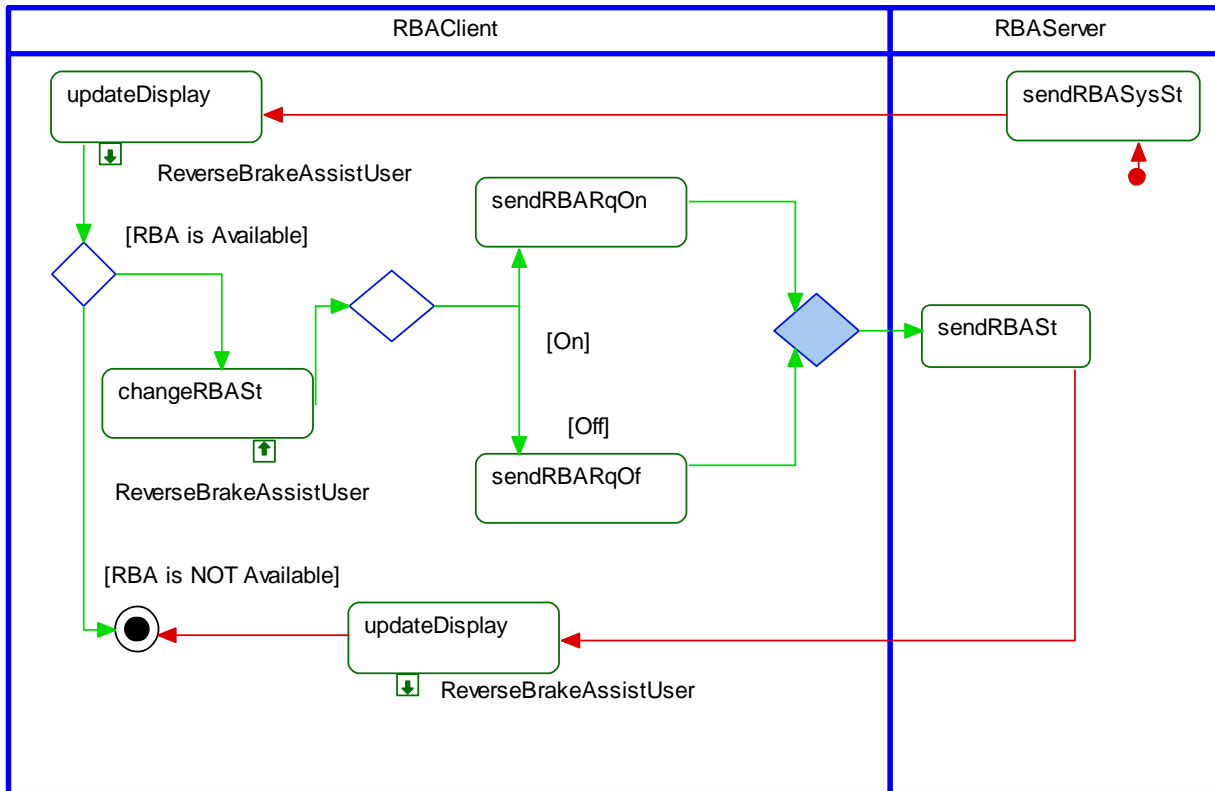 RBAClient
RBAServer
updateDisplay
sendRBASysSt
ReverseBrakeAssistUser
sendRBARqOn
[RBA is Available]
sendRBASt
[On]
changeRBASt
[Off]
sendRBARqOf
ReverseBrakeAssistUser
[RBA is NOT Available]
updateDisplay
ReverseBrakeAssistUser